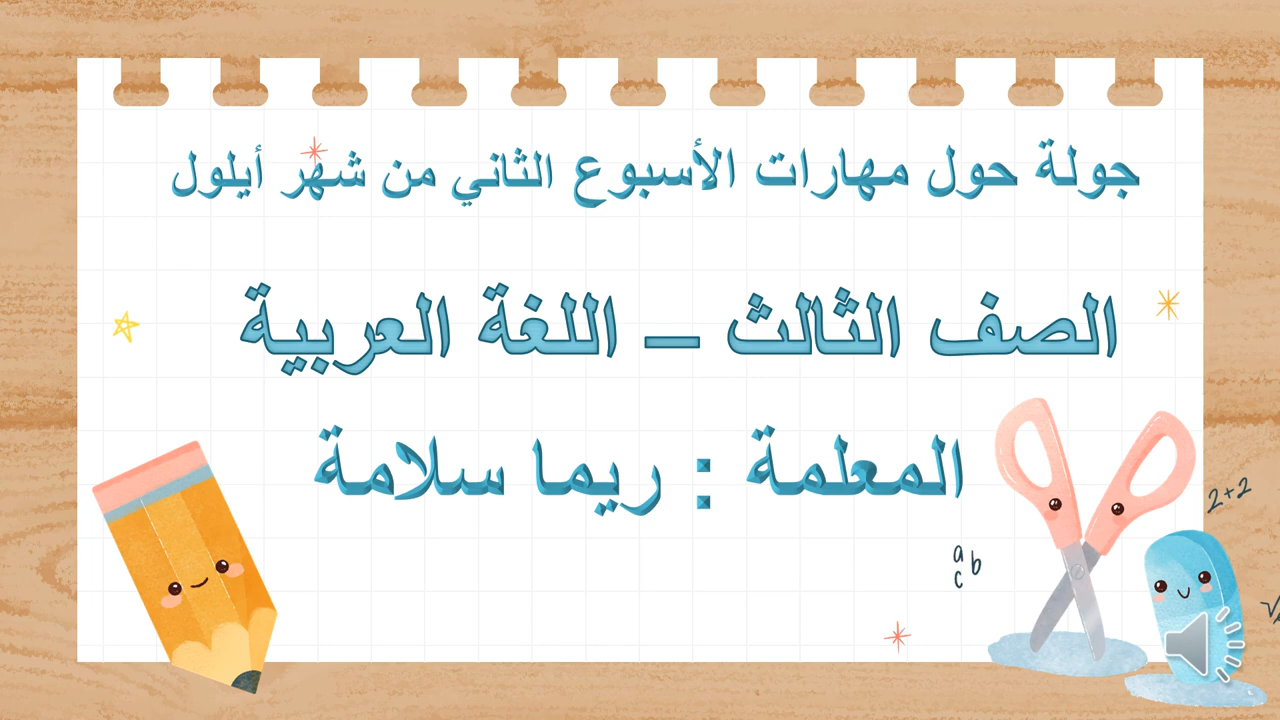 جولة حول مهارات الأسبوع الثاني من شهر أيلول
الصف الثالث – اللغة العربية
المعلمة : ريما سلامة
2+2
a b
c